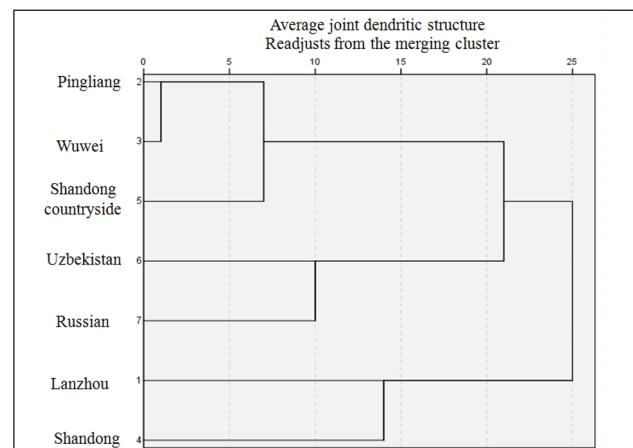 Average joint dendritic structure
Readjusts from the merging cluster
0 5 10 15 20 25
Pingliang 2
Wuwei 3
Shandong
countryside 5
Uzbekistan 6
Russian 7
Lanzhou 1
Shandong 4